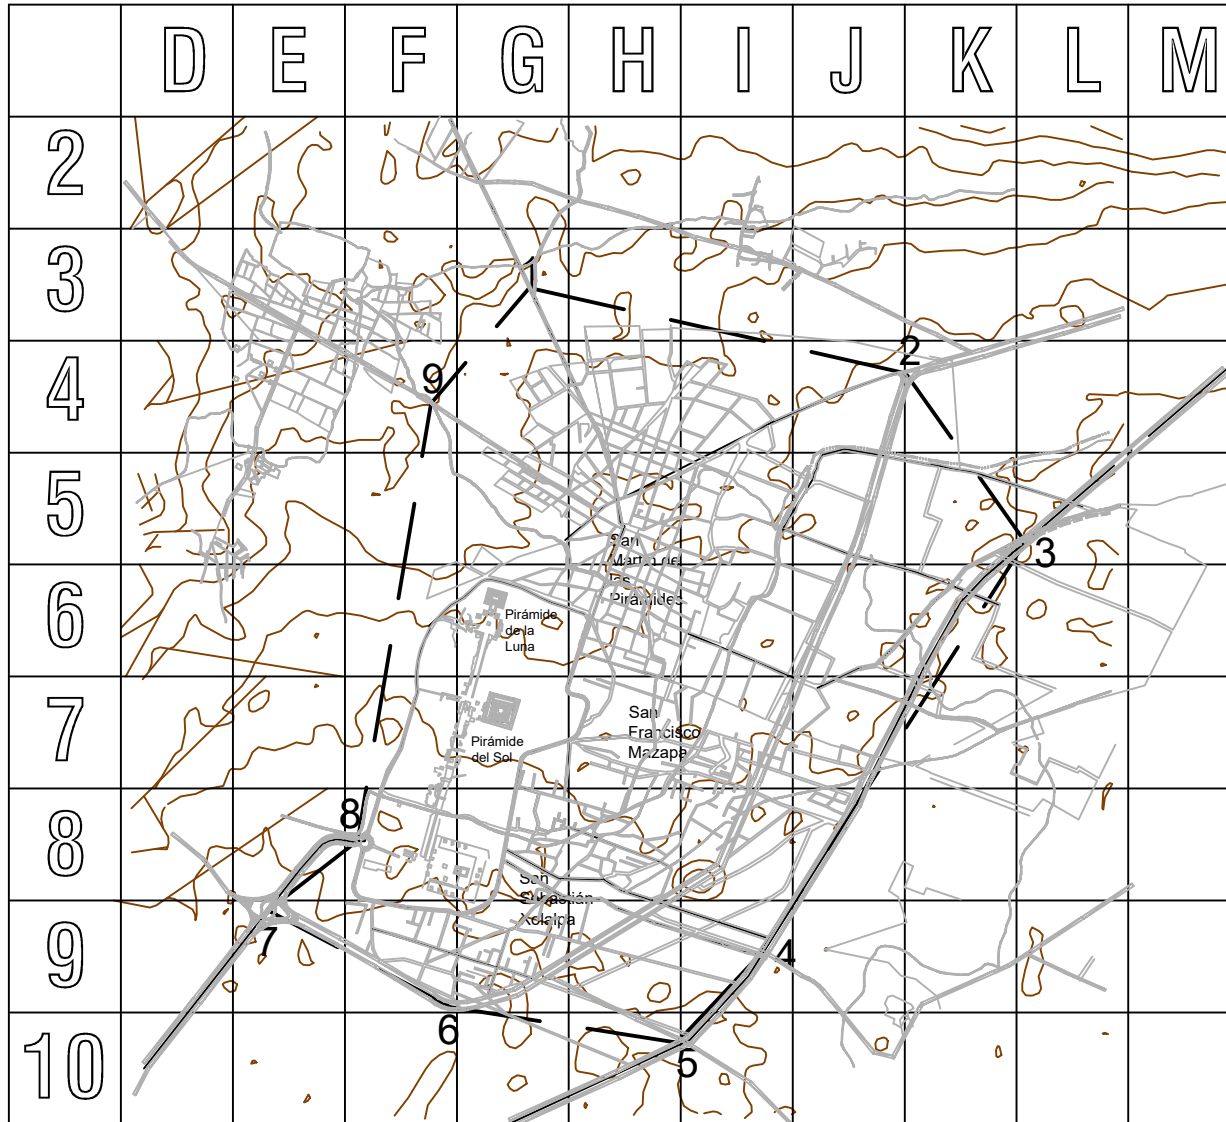 D E F G H I J K L M
2
3
1
2
4
9
5
San
Martín de
las
Pirámides
3
6
Pirámide
de la
Luna
7
San
Francisco
Mazapa
Pirámide
del Sol
8
8
San
Sebastián
Xolalpa
9
7
4
6
10
5